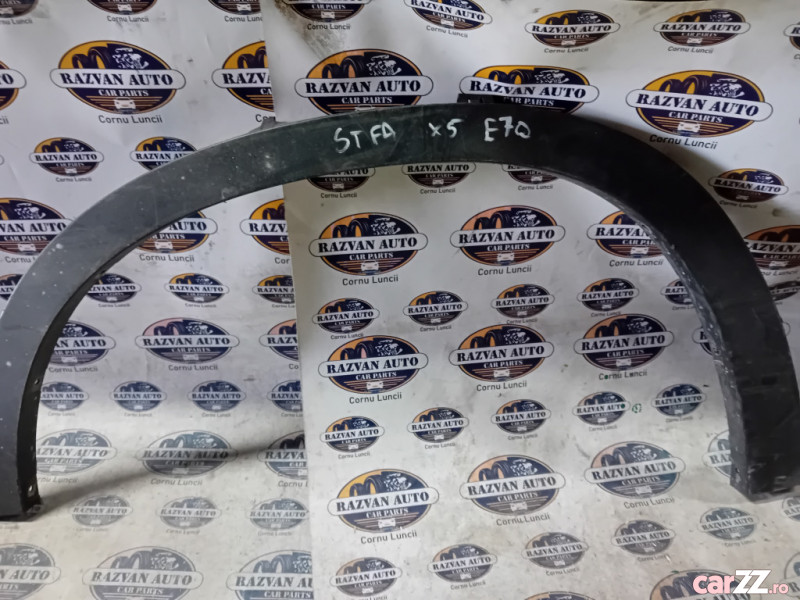 ST FA X5 E70
RAZVAN AUTO
CAR PARTS
Cornu Luncii
carZZ.ro